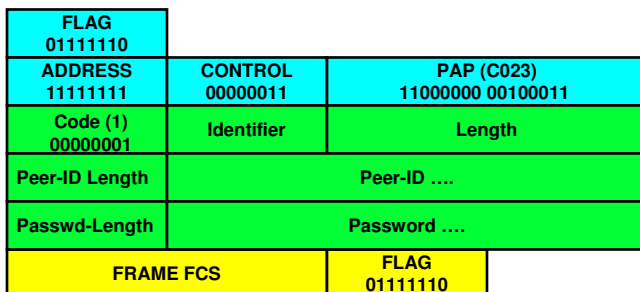 FLAG
01111110
ADDRESS CONTROL PAP (C023)
11111111 00000011 11000000 00100011
Code (1) Identifier Length
00000001
Peer-ID Length Peer-ID ....
Passwd-Length Password ....
FRAME FCS FLAG
01111110